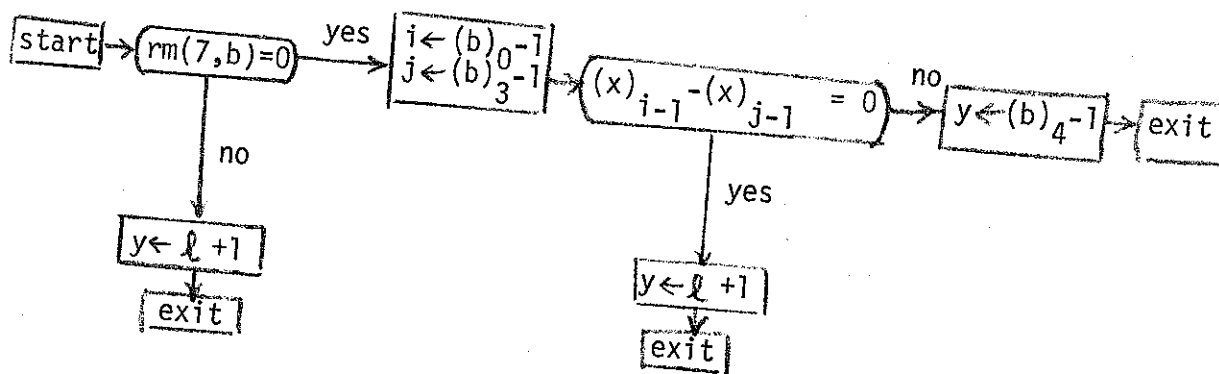 start
rm(7,b)=0
yes
i←(b)₀-1
j←(b)₃-1
(x)ᵢ₋₁-(x)ⱼ₋₁ = 0
no
y←(b)₄-1
exit
no
y←ℓ+1
exit
yes
y←ℓ+1
exit